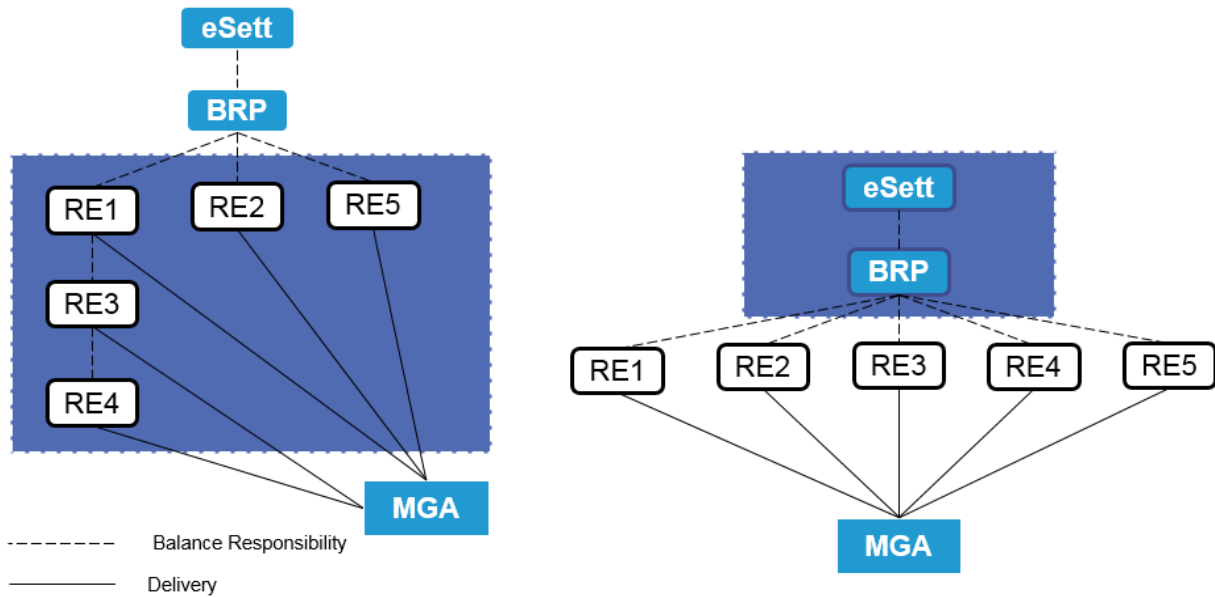 eSett
BRP
RE1
RE2
RE5
RE3
RE4
MGA
Balance Responsibility
Delivery
eSett
BRP
RE1
RE2
RE3
RE4
RE5
MGA